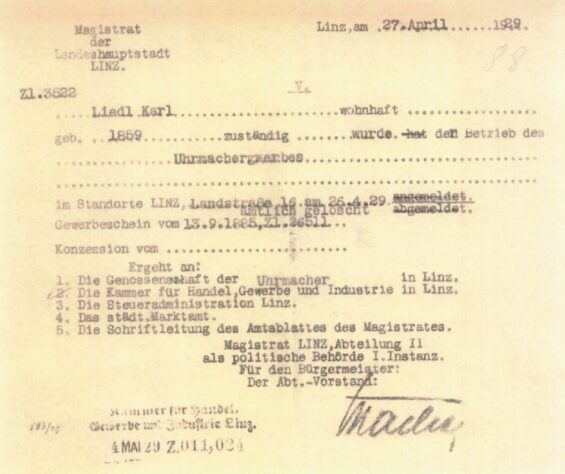 Magistrat
der
Landeshauptstadt
LINZ.
Linz,am .27.April......1929.
88
Zl.3522
V.
.....Liedl Karl..................wohnhaft ................
geb. ..1859..........zuständig ........wurde. hat den Betrieb des
................Uhrmachergwerbes..............................
..............................................................
im Standorte LINZ, Landstraße 16.am 26.4.29. angemeldet.
ämtlich gelöscht abgemeldet.
Gewerbeschein vom 13.9.1885,Zl.26511...
Konzession vom .......................
Ergeht an:
1. Die Genossenschaft der Uhrmacher in Linz.
2. Die Kammer für Handel,Gewerbe und Industrie in Linz.
3. Die Steueradministration Linz.
4. Das städt.Marktamt.
5. Die Schriftleitung des Amtsblattes des Magistrates.
Magistrat LINZ,Abteilung II
als politische Behörde I.Instanz.
Für den Bürgermeister:
Der Abt.-Vorstand:
Kammer für Handel,
Gewerbe und Industrie Linz.
4 MAI 29 Z.011,024